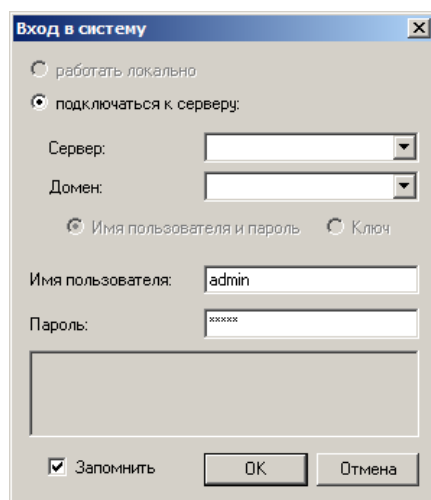 Вход в систему
работать локально
подключаться к серверу:
Сервер:
Домен:
Имя пользователя и пароль Ключ
Имя пользователя: admin
Пароль: *****
Запомнить OK Отмена